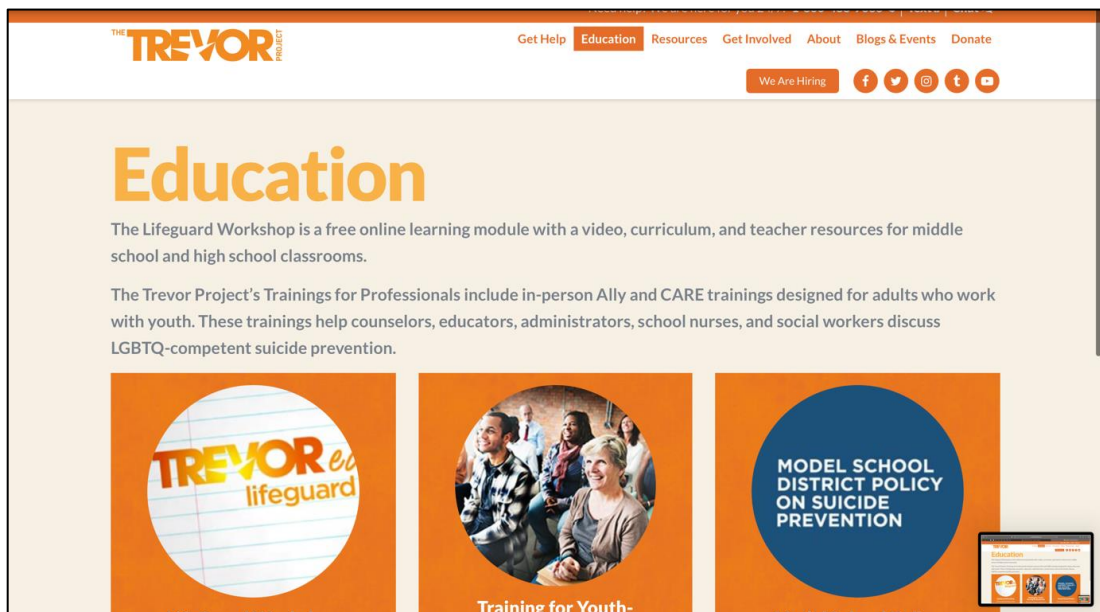 THE TREVOR PROJECT
Get Help Education Resources Get Involved About Blogs & Events Donate
We Are Hiring
Education
The Lifeguard Workshop is a free online learning module with a video, curriculum, and teacher resources for middle
school and high school classrooms.
The Trevor Project’s Trainings for Professionals include in-person Ally and CARE trainings designed for adults who work
with youth. These trainings help counselors, educators, administrators, school nurses, and social workers discuss
LGBTQ-competent suicide prevention.
TREVOR
lifeguard
MODEL SCHOOL
DISTRICT POLICY
ON SUICIDE
PREVENTION
Training for Youth-
Education